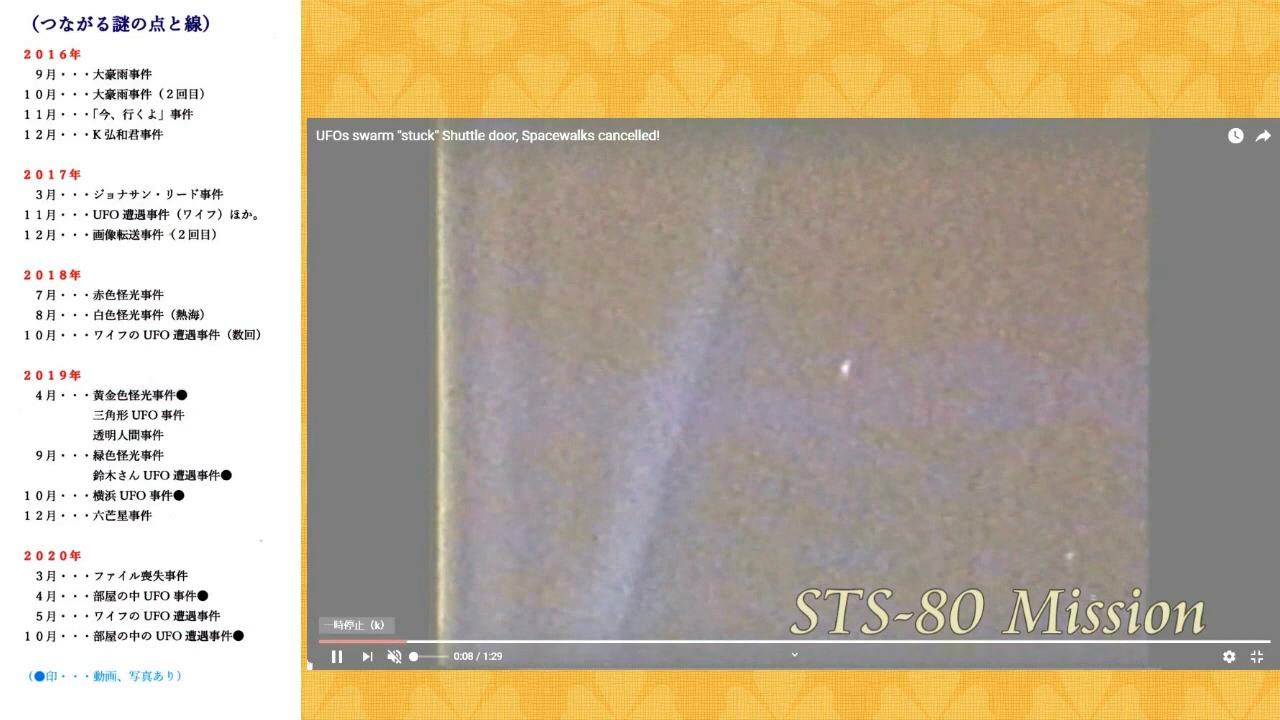 （つながる謎の点と線）
２０１６年
９月・・・大豪雨事件
１０月・・・大豪雨事件（２回目）
１１月・・・「今、行くよ」事件
１２月・・・Ｋ弘和君事件
２０１７年
３月・・・ジョナサン・リード事件
１１月・・・UFO 遭遇事件（ワイフ）ほか。
１２月・・・画像転送事件（２回目）
２０１８年
７月・・・赤色怪光事件
８月・・・白色怪光事件（熱海）
１０月・・・ワイフの UFO 遭遇事件（数回）
２０１９年
４月・・・黄金色怪光事件●
三角形 UFO 事件
透明人間事件
９月・・・緑色怪光事件
鈴木さん UFO 遭遇事件●
１０月・・・横浜 UFO 事件●
１２月・・・六芒星事件
２０２０年
３月・・・ファイル喪失事件
４月・・・部屋の中 UFO 事件●
５月・・・ワイフの UFO 遭遇事件
１０月・・・部屋の中の UFO 遭遇事件●
（●印・・・動画、写真あり）
UFOs swarm "stuck" Shuttle door, Spacewalks cancelled!
STS-80 Mission
一時停止（k）
0:08 / 1:29